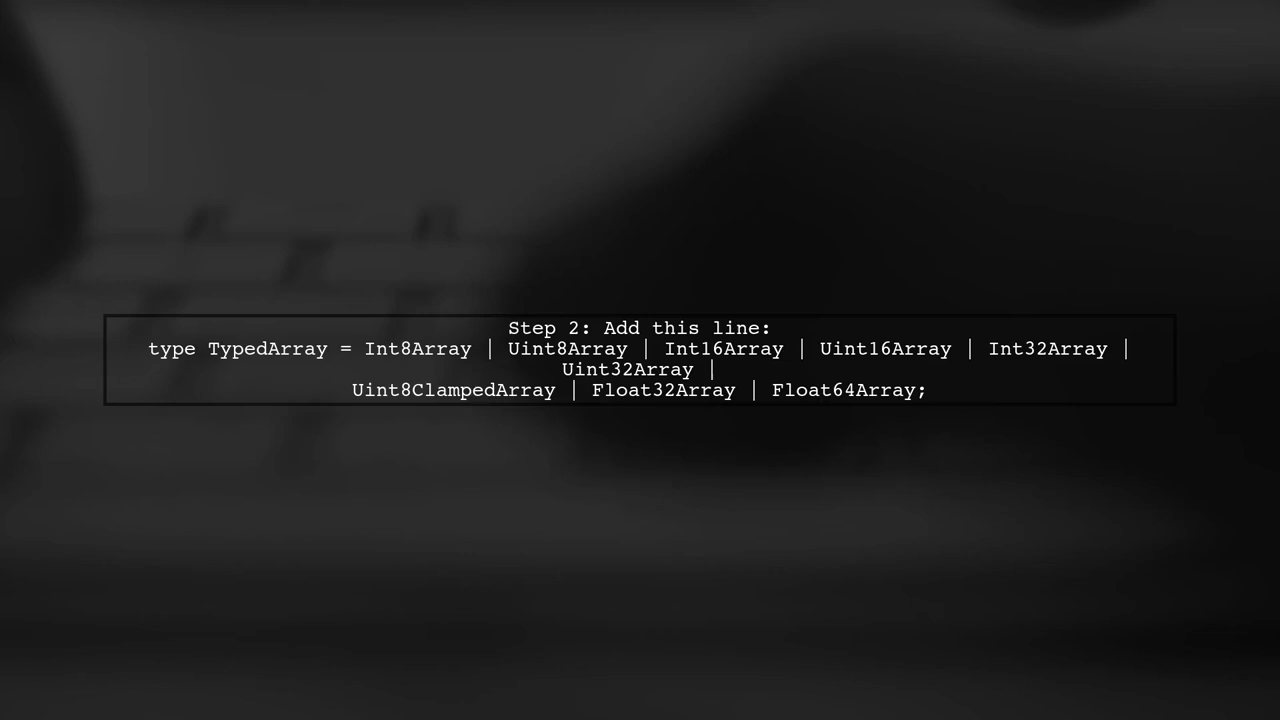 Step 2: Add this line:
type TypedArray = Int8Array | Uint8Array | Int16Array | Uint16Array | Int32Array |
Uint32Array |
Uint8ClampedArray | Float32Array | Float64Array;